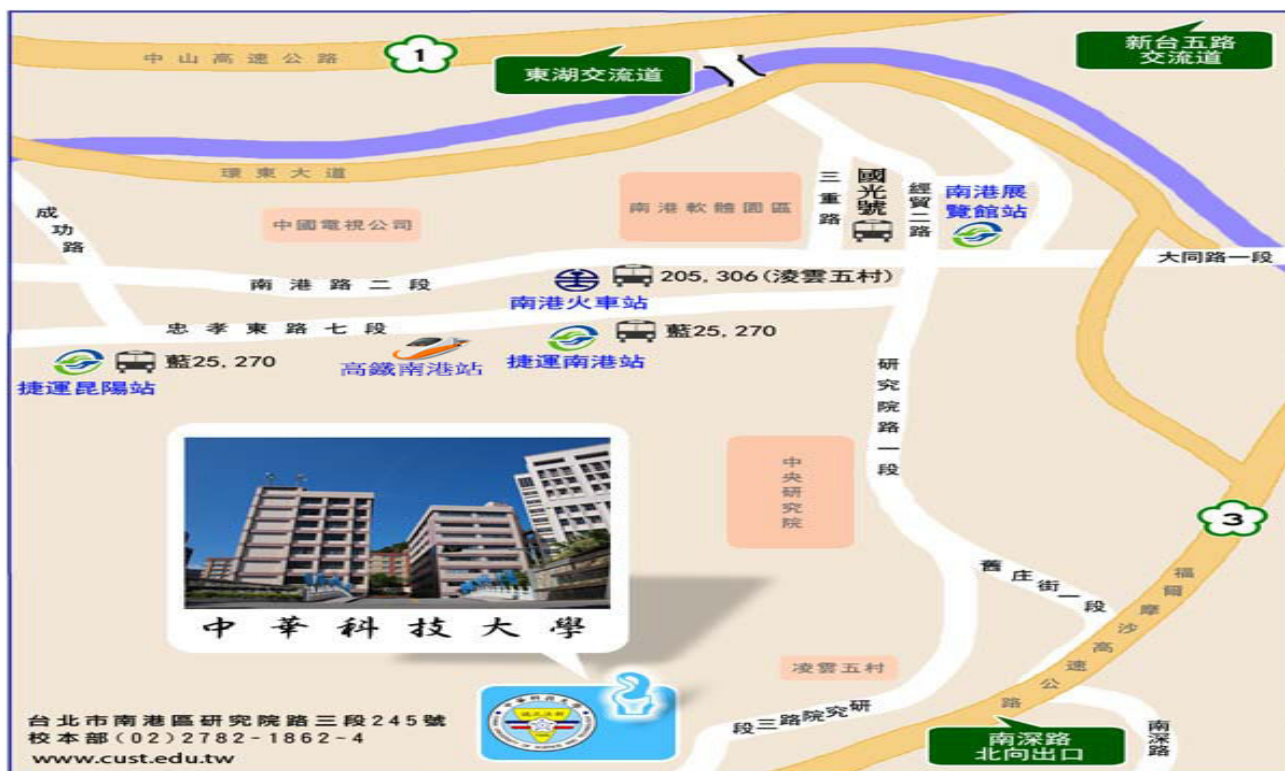 中山高速公路
1
東湖交流道
新台五路
交流道
環東大道
成功路
中國電視公司
南港軟體園區
三重路
國光號
經貿二路
南港展
覽館站
大同路一段
南港路二段
205, 306(淩雲五村)
南港火車站
忠孝東路七段
藍25, 270
捷運昆陽站
高鐵南港站
藍25, 270
捷運南港站
研究院路一段
中央研究院
3
舊庄街一段
福爾摩沙高速公路
中華科技大學
凌雲五村
研究院路三段
南深路
北向出口
南深路
台北市南港區研究院路三段245號
校本部(02)2782-1862-4
www.cust.edu.tw